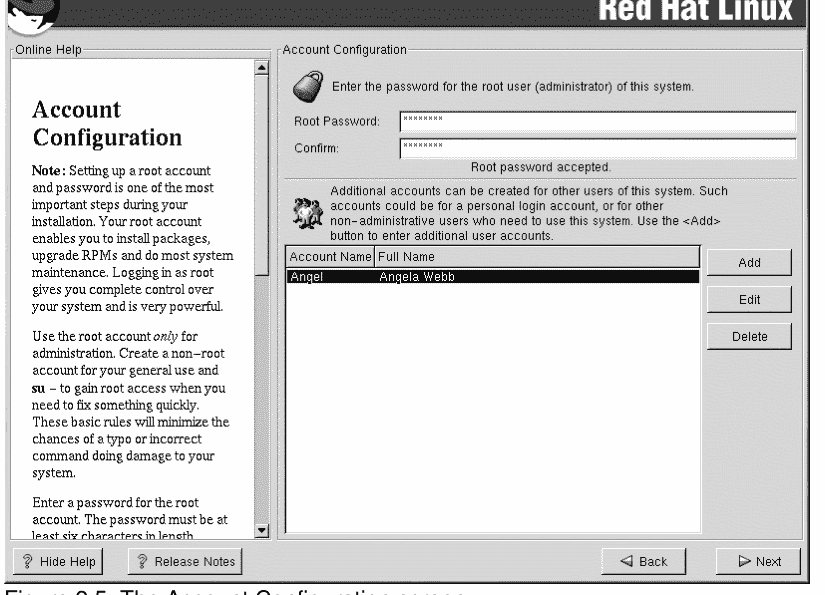 Red Hat Linux
Online Help
Account
Configuration
Note: Setting up a root account
and password is one of the most
important steps during your
installation. Your root account
enables you to install packages,
upgrade RPMs and do most system
maintenance. Logging in as root
gives you complete control over
your system and is very powerful.
Use the root account only for
administration. Create a non-root
account for your general use and
su - to gain root access when you
need to fix something quickly.
These basic rules will minimize the
chances of a typo or incorrect
command doing damage to your
system.
Enter a password for the root
account. The password must be at
least six characters in length
Account Configuration
Enter the password for the root user (administrator) of this system.
Root Password: ********
Confirm: ********
Root password accepted.
Additional accounts can be created for other users of this system. Such
accounts could be for a personal login account, or for other
non-administrative users who need to use this system. Use the <Add>
button to enter additional user accounts.
Account Name Full Name
Angel Angela Webb
Add
Edit
Delete
Hide Help
Release Notes
Back
Next